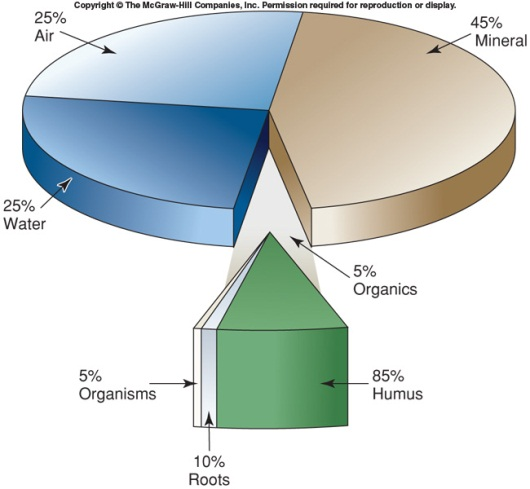 Copyright © The McGraw-Hill Companies, Inc. Permission required for reproduction or display.
25%
Air
45%
Mineral
25%
Water
5%
Organics
5%
Organisms
85%
Humus
10%
Roots